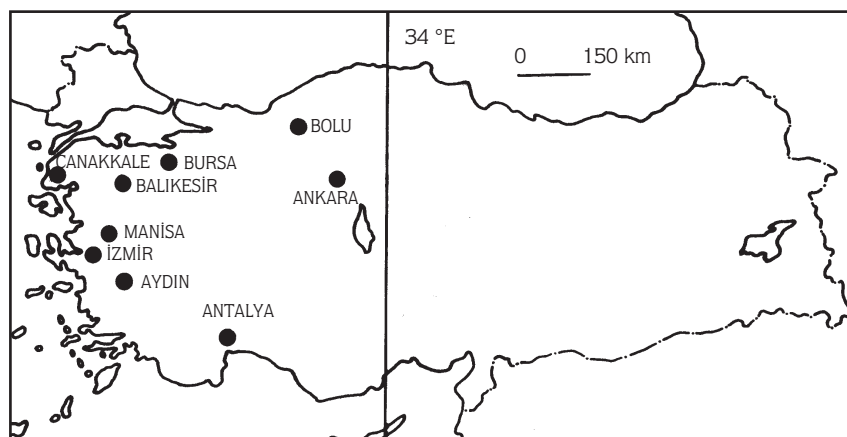 34 °E
0 150 km
BOLU
ÇANAKKALE
BURSA
BALIKESİR
ANKARA
MANİSA
İZMİR
AYDIN
ANTALYA